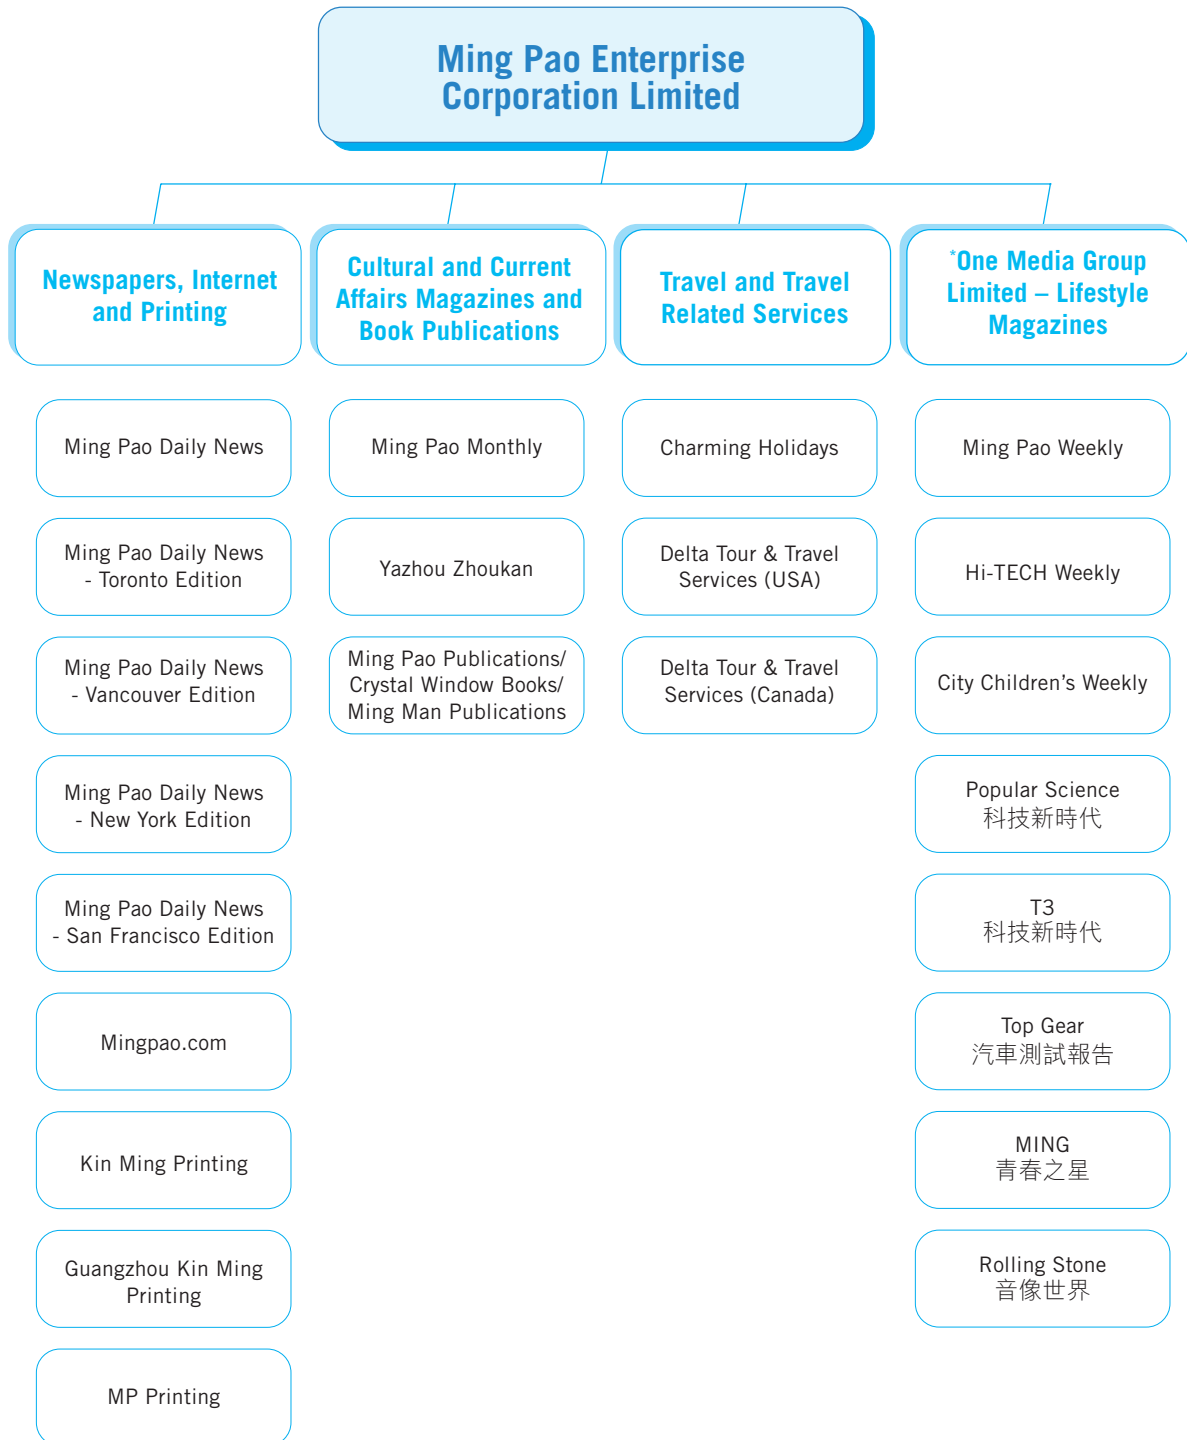 Ming Pao Enterprise
Corporation Limited
Newspapers, Internet
and Printing
Cultural and Current
Affairs Magazines and
Book Publications
Travel and Travel
Related Services
*One Media Group
Limited – Lifestyle
Magazines
Ming Pao Daily News
Ming Pao Daily News
- Toronto Edition
Ming Pao Daily News
- Vancouver Edition
Ming Pao Daily News
- New York Edition
Ming Pao Daily News
- San Francisco Edition
Mingpao.com
Kin Ming Printing
Guangzhou Kin Ming
Printing
MP Printing
Ming Pao Monthly
Yazhou Zhoukan
Ming Pao Publications/
Crystal Window Books/
Ming Man Publications
Charming Holidays
Delta Tour & Travel
Services (USA)
Delta Tour & Travel
Services (Canada)
Ming Pao Weekly
Hi-TECH Weekly
City Children’s Weekly
Popular Science
科技新時代
T3
科技新時代
Top Gear
汽車測試報告
MING
青春之星
Rolling Stone
音像世界